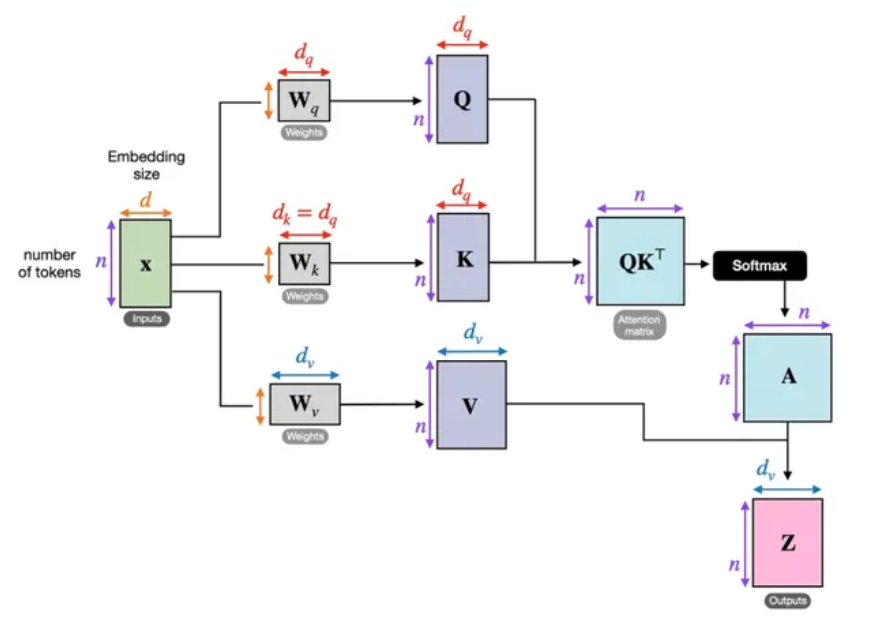 d_q
d_q
W_q
n
Q
Weights
Embedding
size
d
d_k = d_q
d_q
n
number
of tokens
n
x
W_k
n
K
n
QK^⊤
Softmax
Inputs
Weights
Attention
matrix
n
d_v
d_v
n
A
W_v
n
V
Weights
d_v
n
Z
Outputs